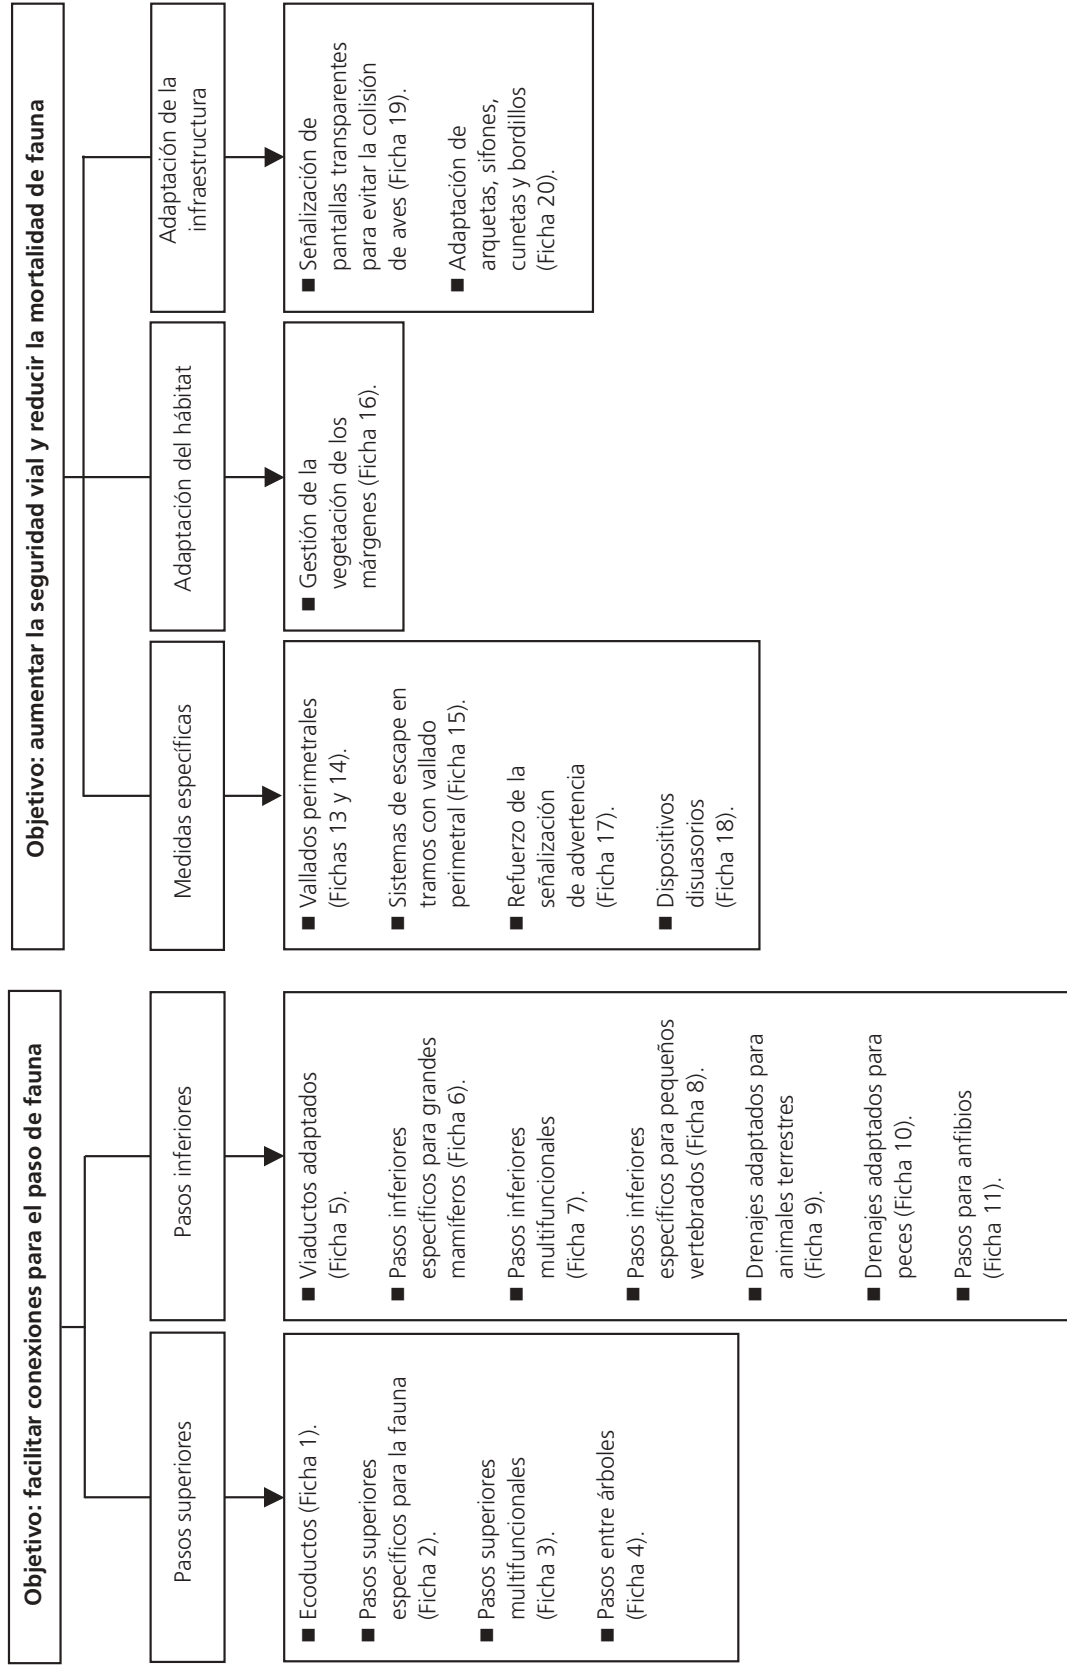 Objetivo: facilitar conexiones para el paso de fauna
Pasos superiores
■ Ecoductos (Ficha 1).
■ Pasos superiores
específicos para la fauna
(Ficha 2).
■ Pasos superiores
multifuncionales
(Ficha 3).
■ Pasos entre árboles
(Ficha 4).
Pasos inferiores
■ Viaductos adaptados
(Ficha 5).
■ Pasos inferiores
específicos para grandes
mamíferos (Ficha 6).
■ Pasos inferiores
multifuncionales
(Ficha 7).
■ Pasos inferiores
específicos para pequeños
vertebrados (Ficha 8).
■ Drenajes adaptados para
animales terrestres
(Ficha 9).
■ Drenajes adaptados para
peces (Ficha 10).
■ Pasos para anfibios
(Ficha 11).
Objetivo: aumentar la seguridad vial y reducir la mortalidad de fauna
Medidas específicas
■ Vallados perimetrales
(Fichas 13 y 14).
■ Sistemas de escape en
tramos con vallado
perimetral (Ficha 15).
■ Refuerzo de la
señalización
de advertencia
(Ficha 17).
■ Dispositivos
disuasorios
(Ficha 18).
Adaptación del hábitat
■ Gestión de la
vegetación de los
márgenes (Ficha 16).
Adaptación de la
infraestructura
■ Señalización de
pantallas transparentes
para evitar la colisión
de aves (Ficha 19).
■ Adaptación de
arquetas, sifones,
cunetas y bordillos
(Ficha 20).